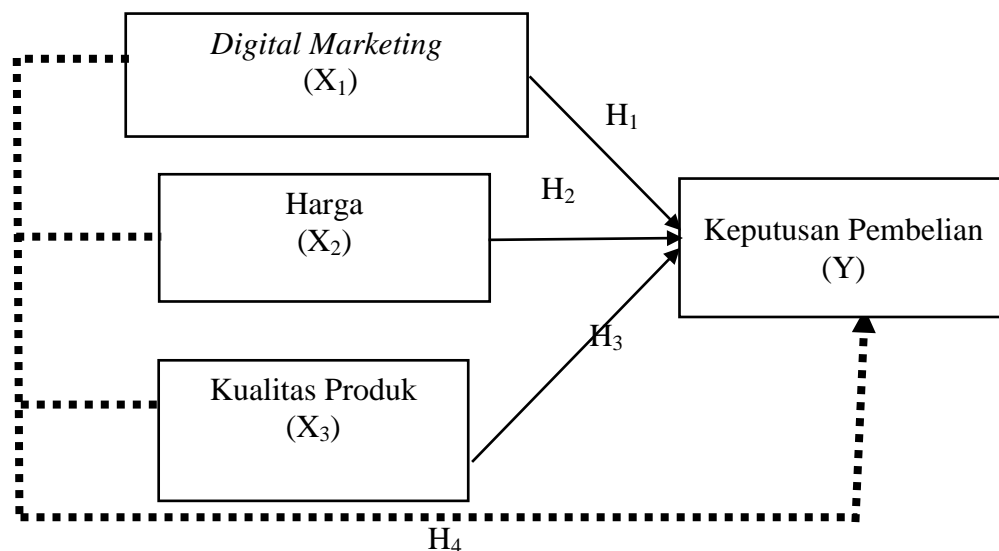 Digital Marketing
(X₁)
H₁
Harga
(X₂)
H₂
Keputusan Pembelian
(Y)
Kualitas Produk
(X₃)
H₃
H₄